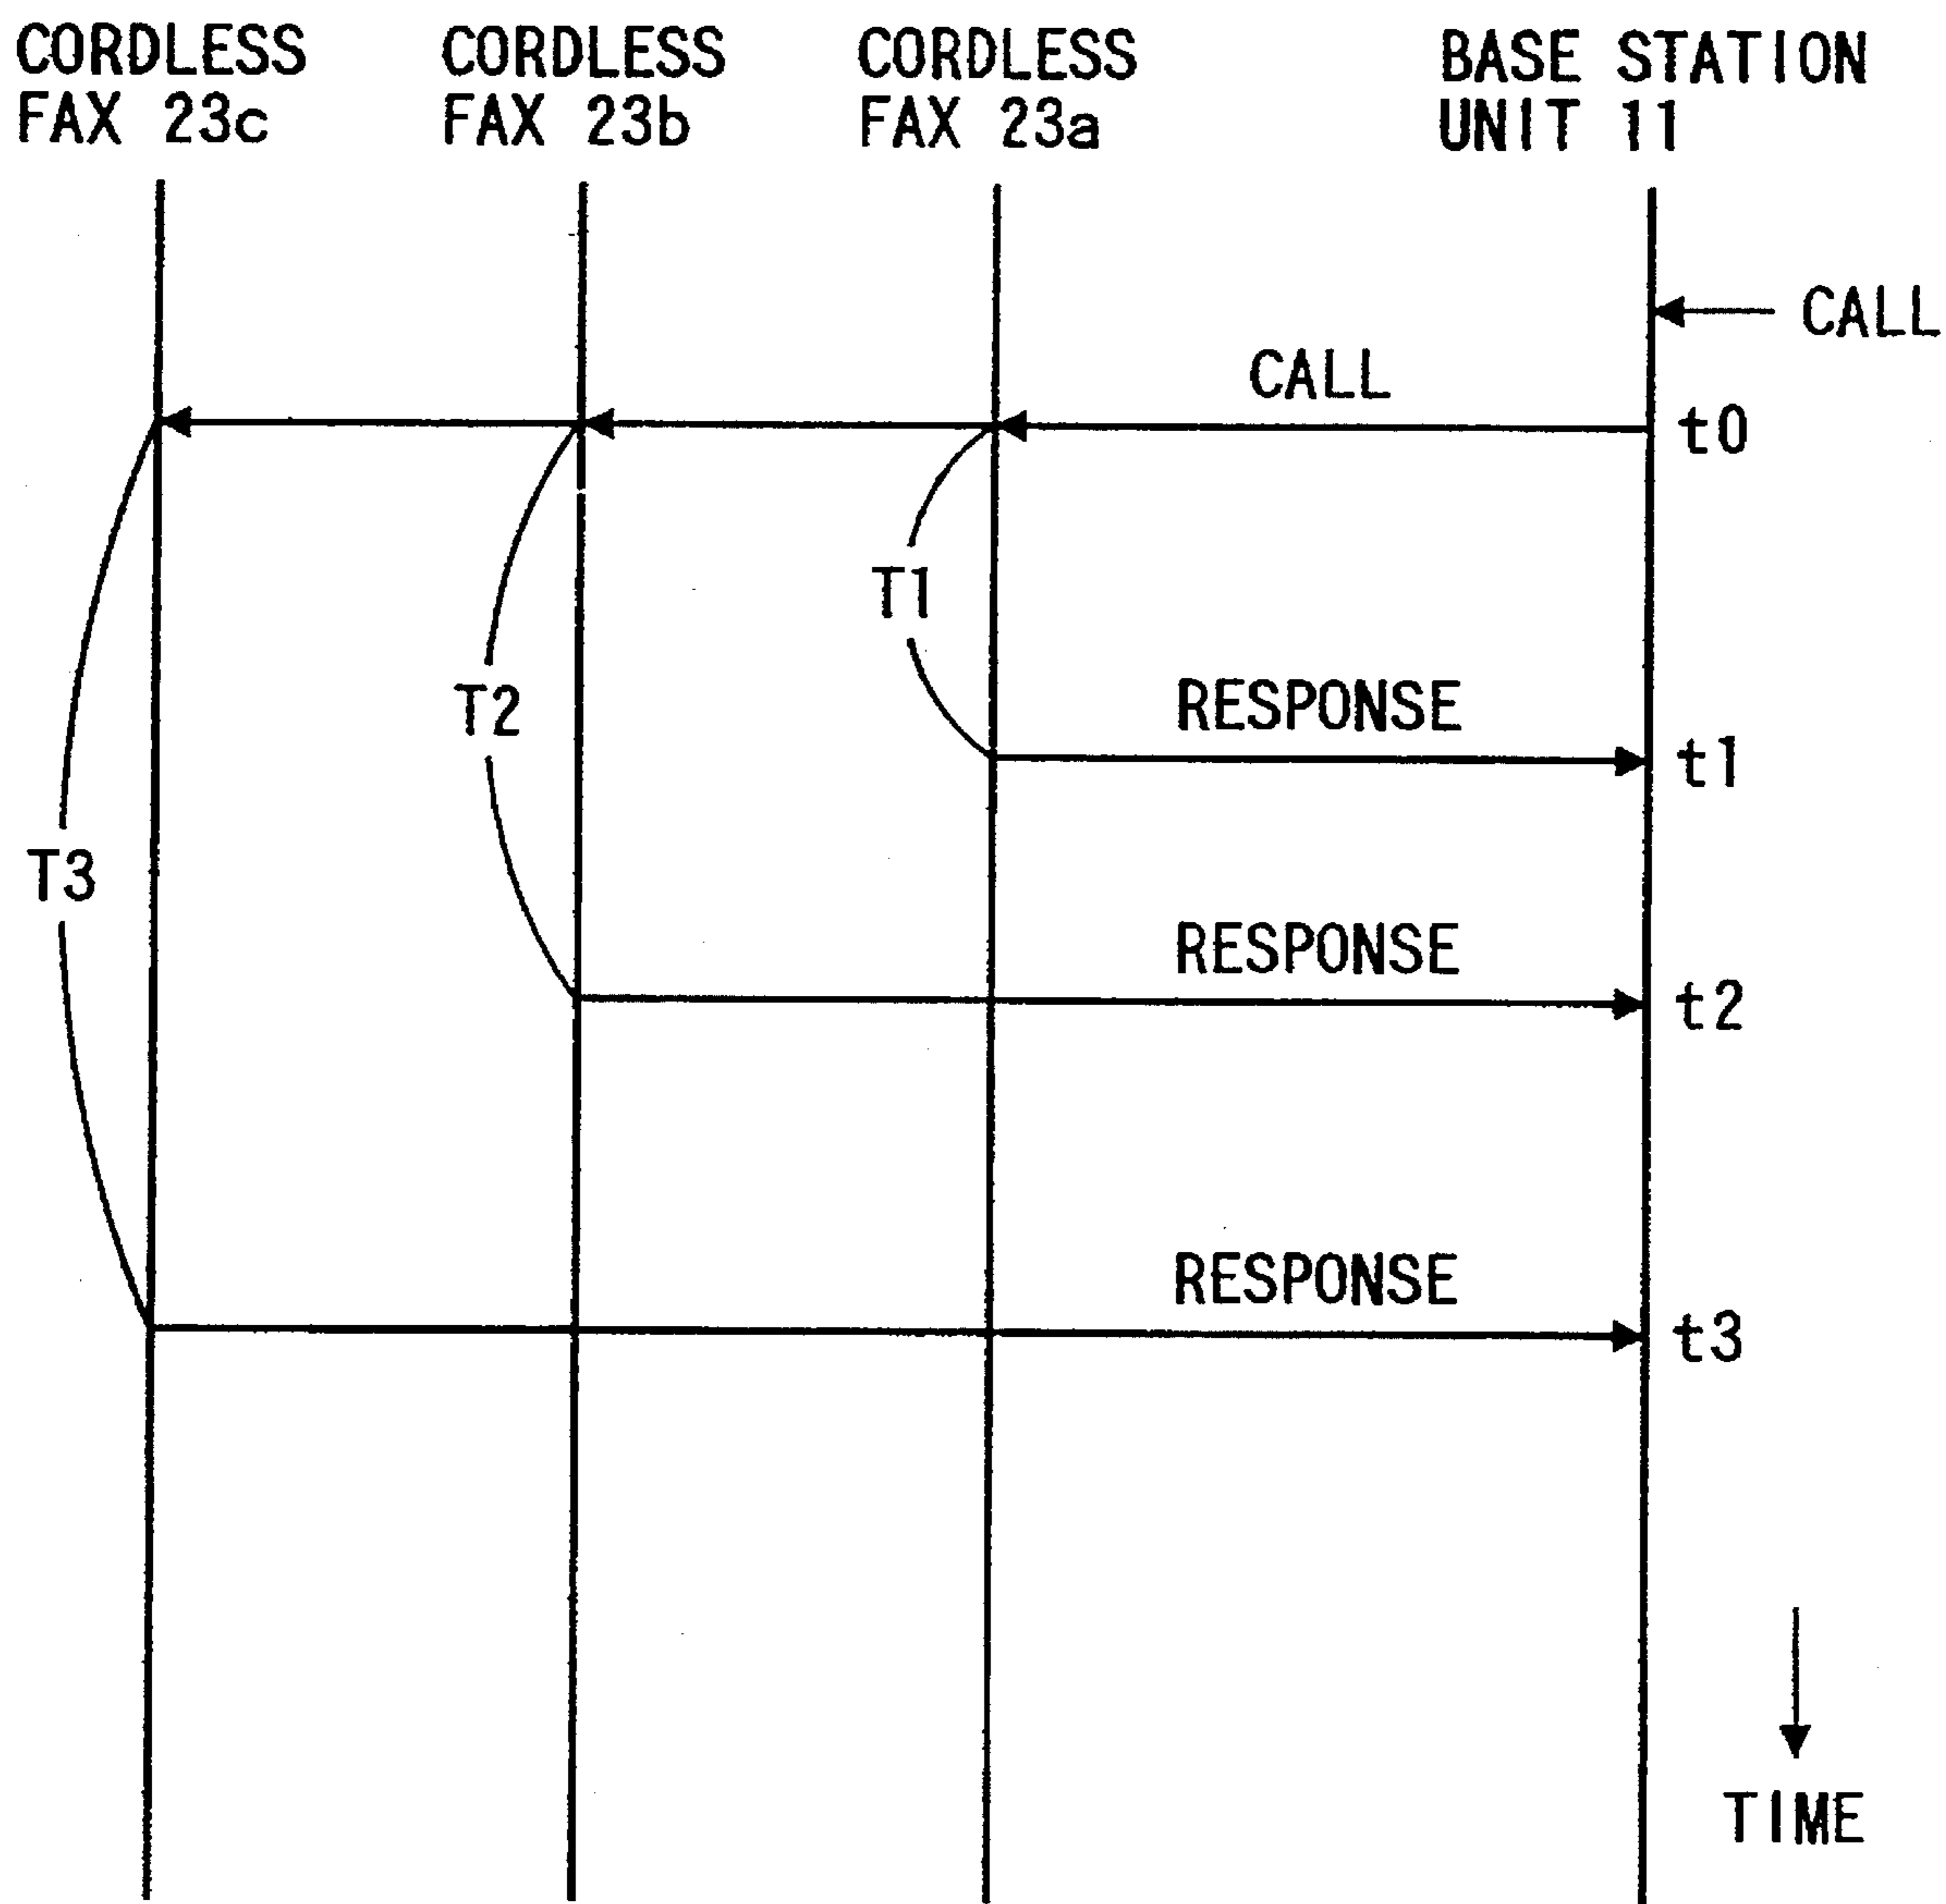 CORDLESS
FAX 23c
CORDLESS
FAX 23b
CORDLESS
FAX 23a
BASE STATION
UNIT 11
CALL
CALL
t0
T1
RESPONSE
t1
T2
T3
RESPONSE
t2
RESPONSE
t3
TIME